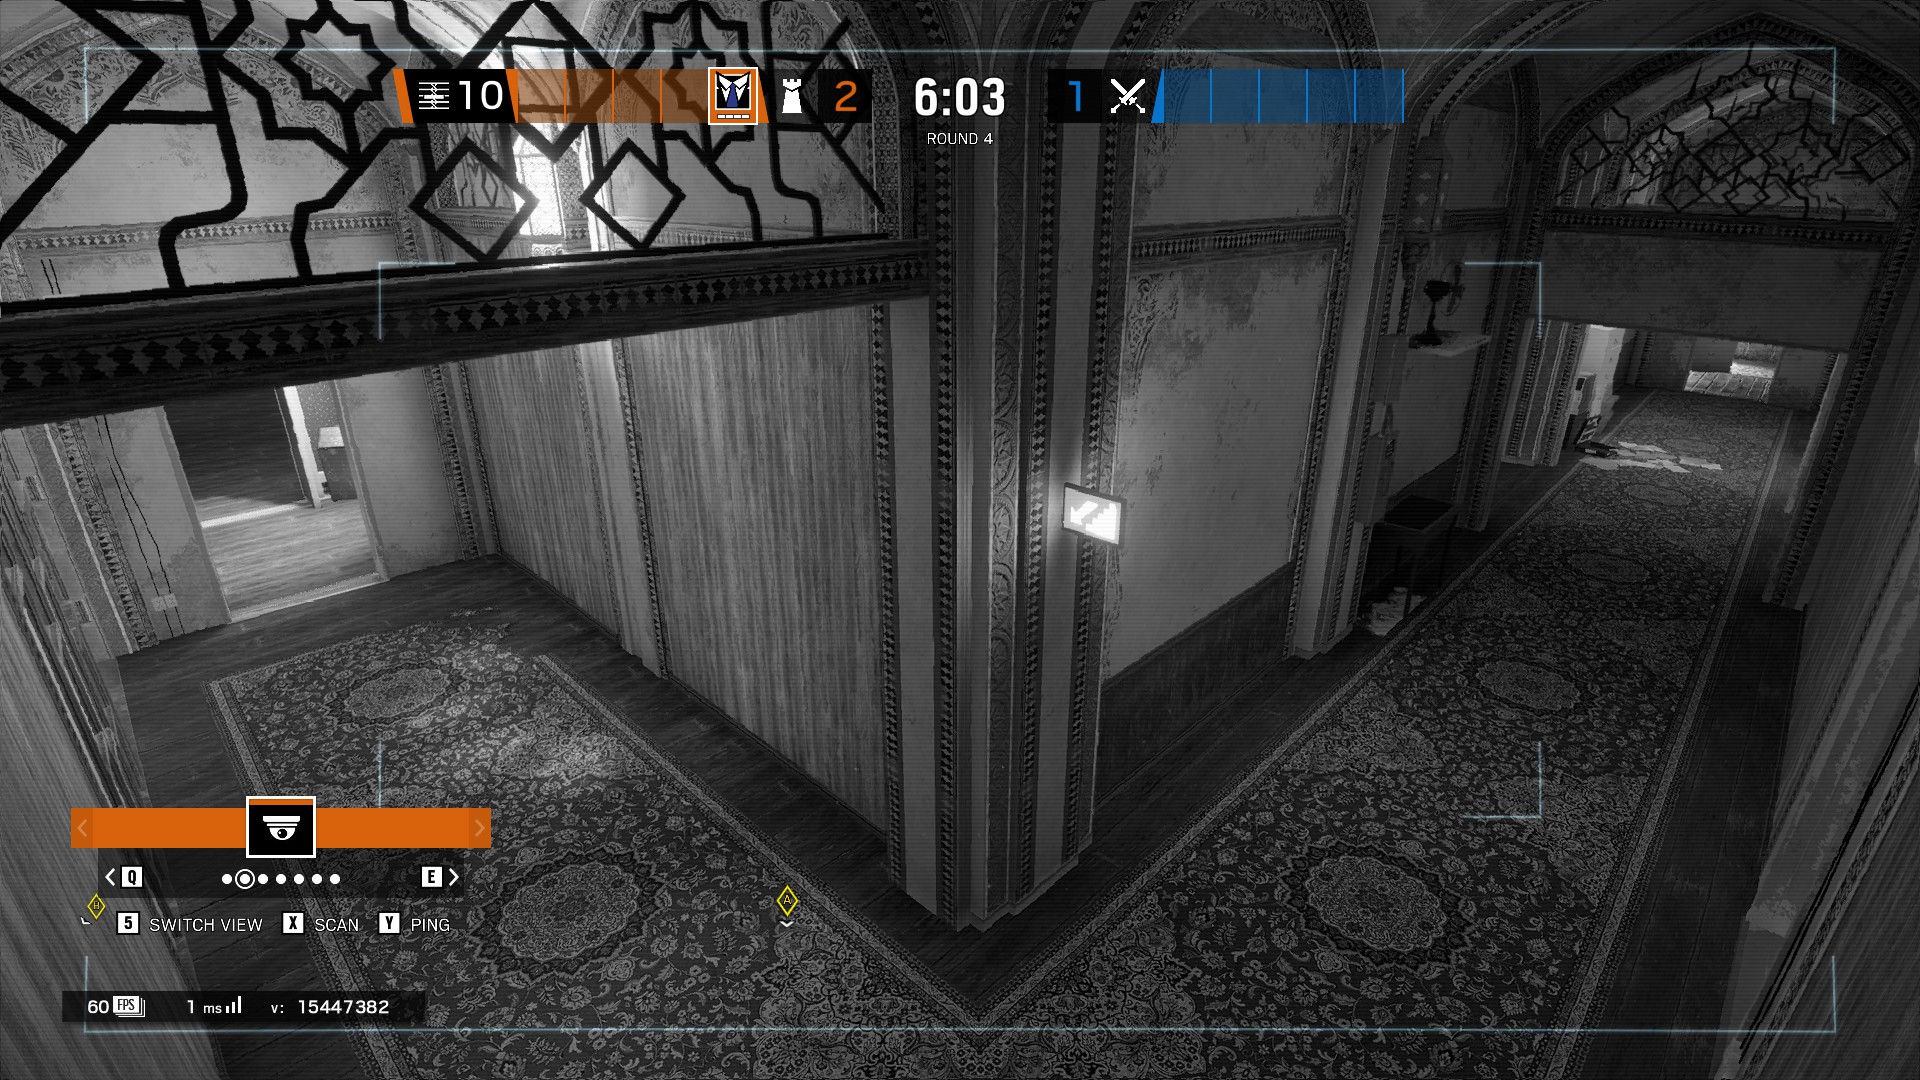 10 2 6:03 1
ROUND 4
Q E
A
H
5 SWITCH VIEW X SCAN Y PING
60 FPS 1 ms v: 15447382